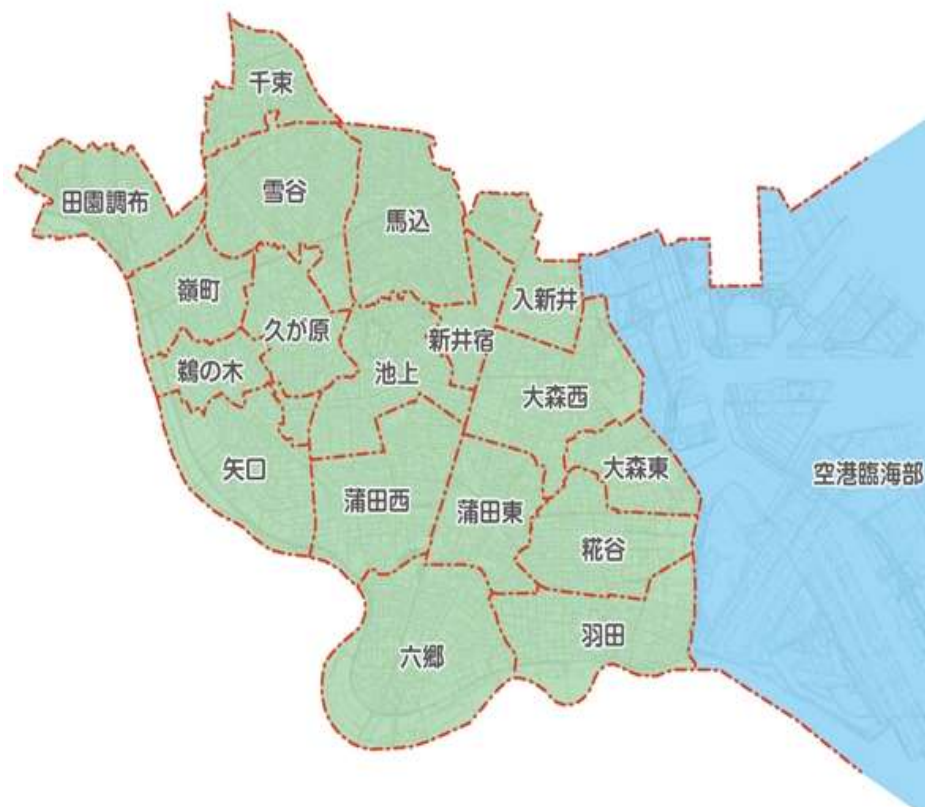 千束
雪谷
田園調布
馬込
嶺町
入新井
久が原
新井宿
鵜の木
池上
大森西
矢口
大森東
空港臨海部
蒲田西
蒲田東
糀谷
羽田
六郷